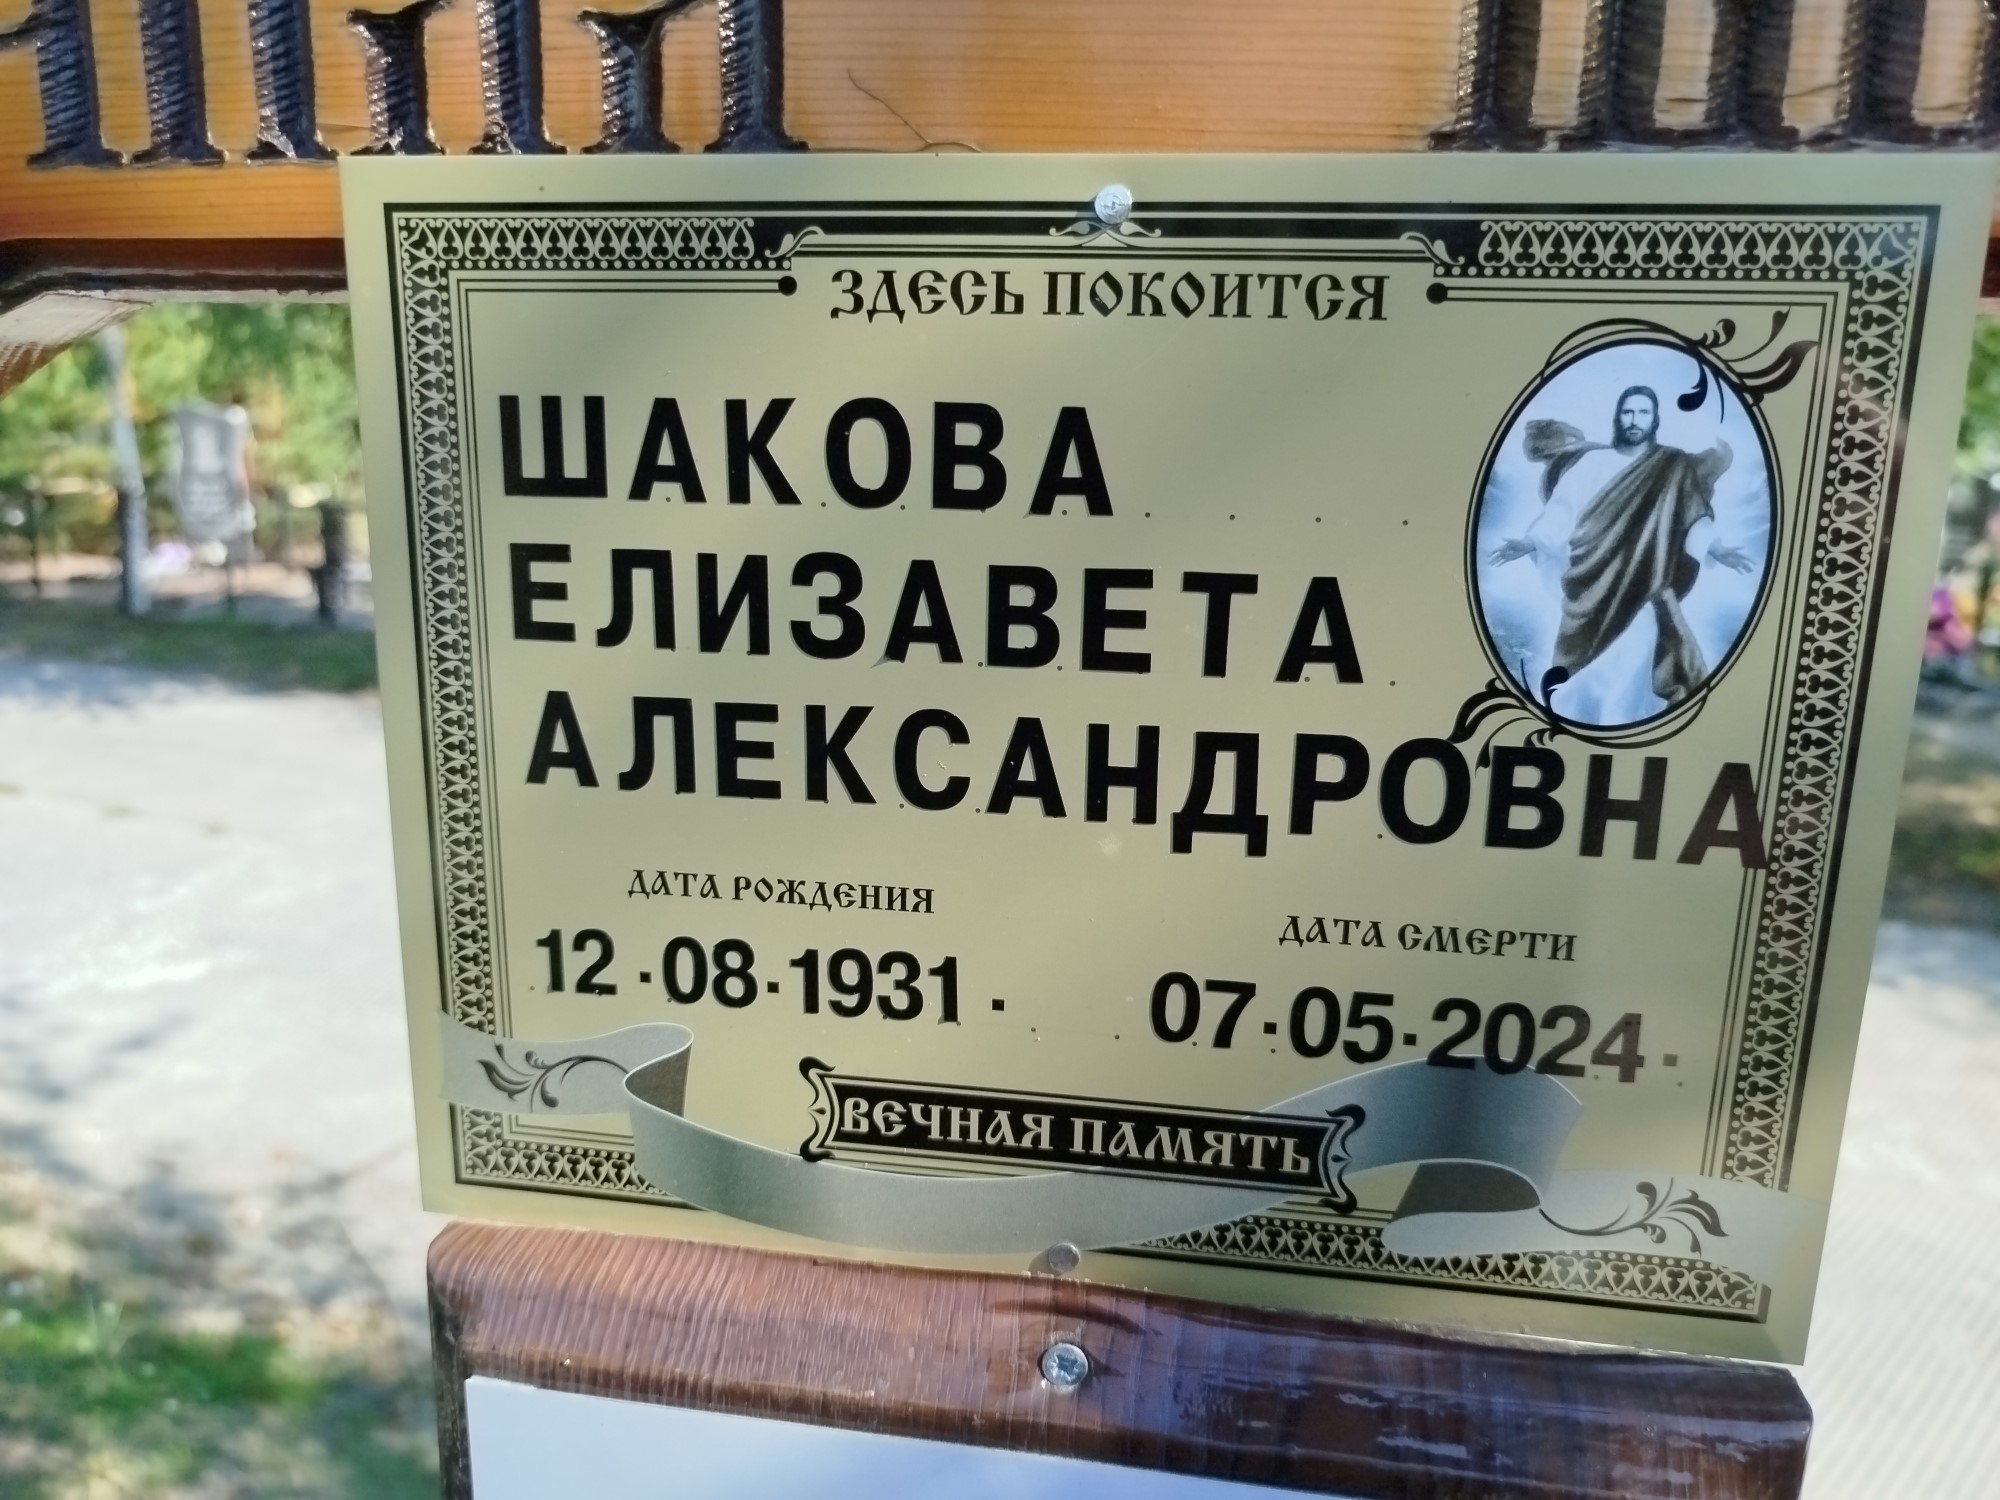 ЗДЕСЬ ПОКОИТСЯ
ШАКОВА
ЕЛИЗАВЕТА
АЛЕКСАНДРОВНА
ДАТА РОЖДЕНИЯ
12.08.1931.
ДАТА СМЕРТИ
07.05.2024.
ВЕЧНАЯ ПАМЯТЬ